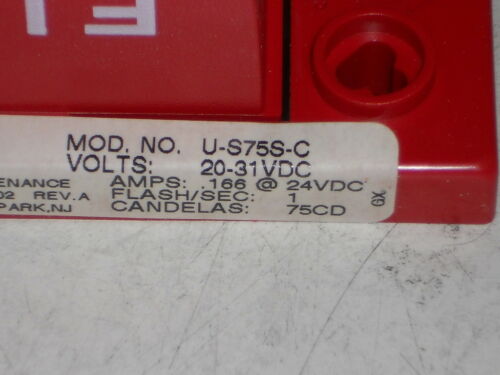 MOD. NO. U-S75S-C
VOLTS: 20-31VDC
ENANCE AMPS: .166 @ 24VDC
02 REV.A FLASH/SEC: 1
PARK,NJ CANDELAS: 75CD